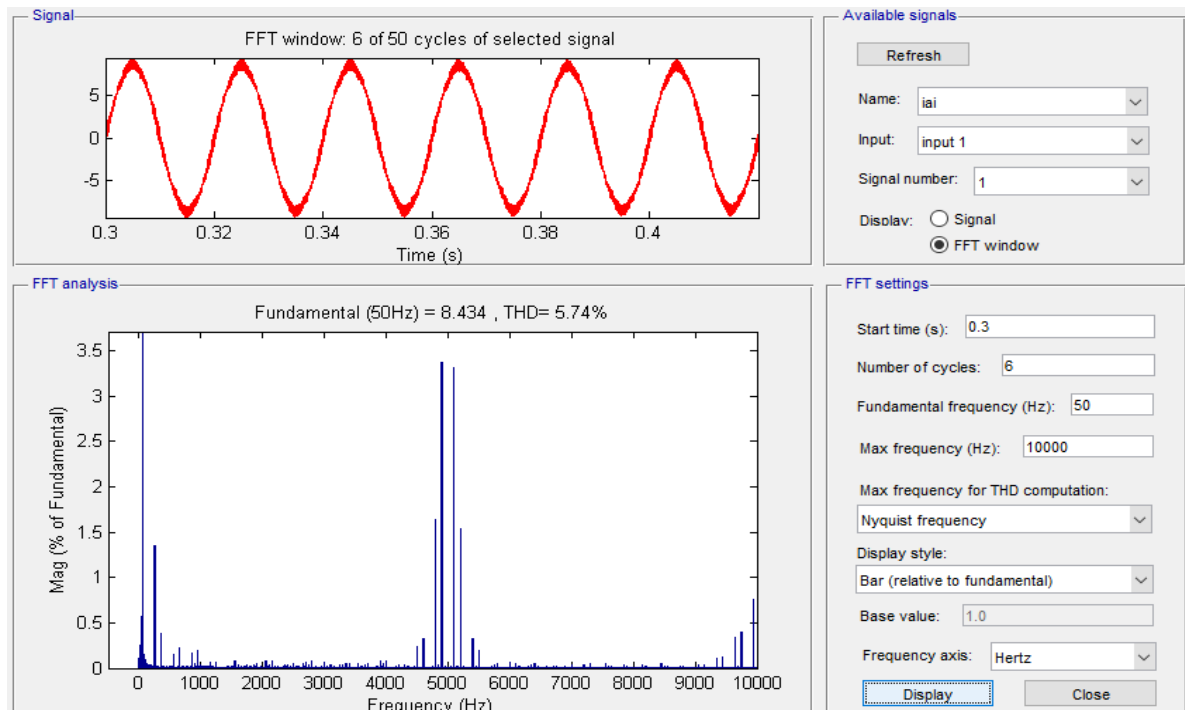 Signal
FFT window: 6 of 50 cycles of selected signal
5
0
-5
0.3 0.32 0.34 0.36 0.38 0.4
Time (s)
Available signals
Refresh
Name: iai
Input: input 1
Signal number: 1
Display: Signal
FFT window
FFT analysis
Fundamental (50Hz) = 8.434 , THD= 5.74%
Mag (% of Fundamental)
3.5
3
2.5
2
1.5
1
0.5
0
0 1000 2000 3000 4000 5000 6000 7000 8000 9000 10000
Frequency (Hz)
FFT settings
Start time (s): 0.3
Number of cycles: 6
Fundamental frequency (Hz): 50
Max frequency (Hz): 10000
Max frequency for THD computation:
Nyquist frequency
Display style:
Bar (relative to fundamental)
Base value: 1.0
Frequency axis: Hertz
Display Close